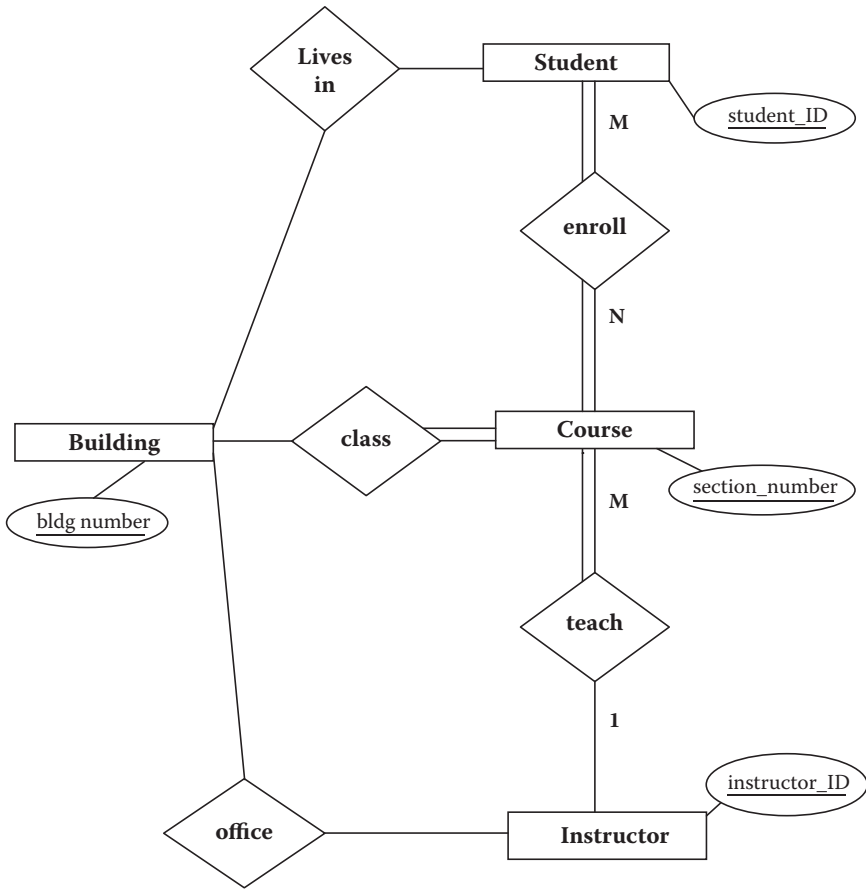 Lives
in
Student
student_ID
M
enroll
N
Building
class
Course
bldg number
section_number
M
teach
1
instructor_ID
office
Instructor